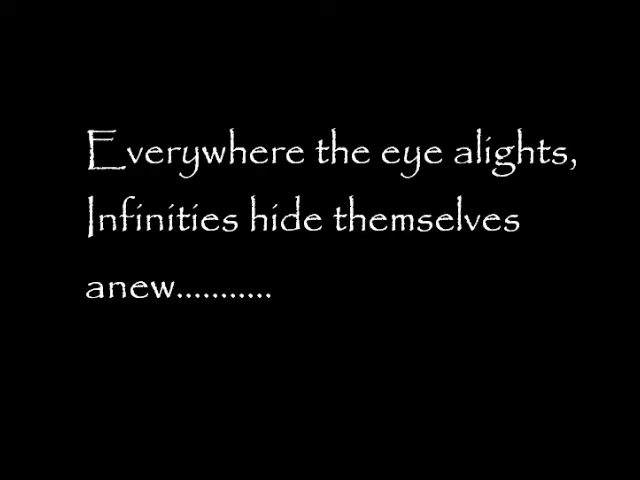 Everywhere the eye alights,
Infinities hide themselves
anew...........